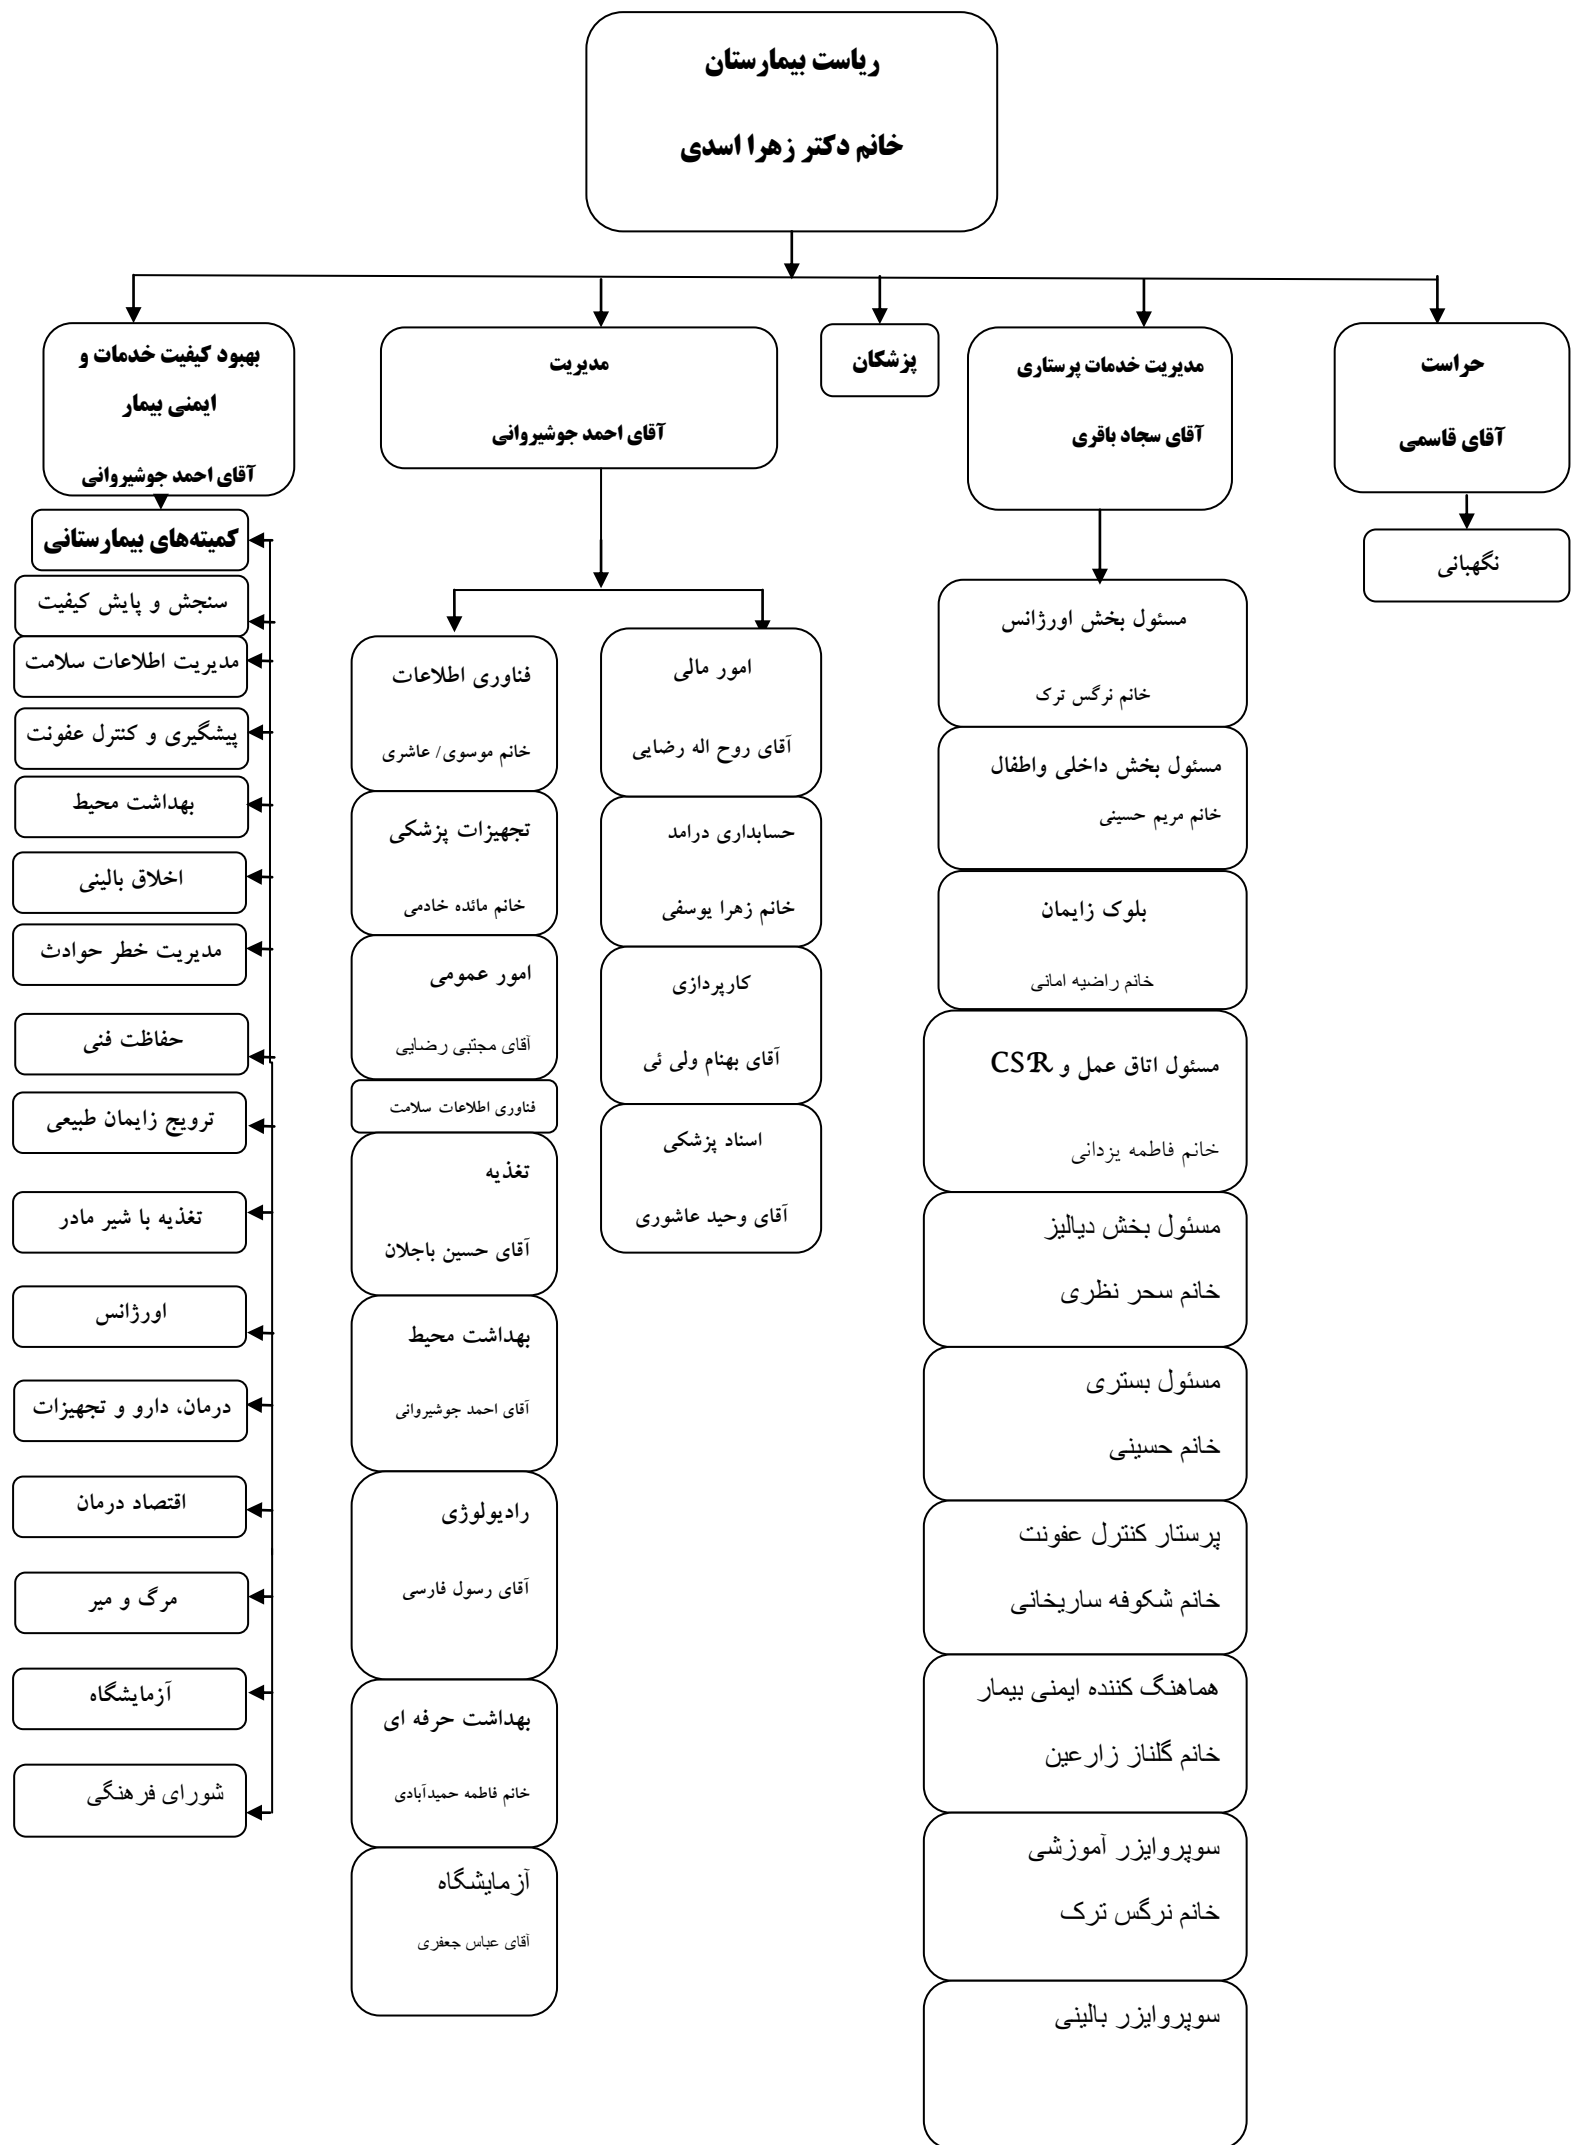 ریاست بیمارستان
خانم دکتر زهرا اسدی
حراست
آقای قاسمی
نگهبانی
مدیریت خدمات پرستاری
آقای سجاد باقری
مسئول بخش اورژانس
خانم نرگس ترک
مسئول بخش داخلی واطفال
خانم مریم حسینی
بلوک زایمان
خانم راضیه امانی
مسئول اتاق عمل و CSR
خانم فاطمه یزدانی
مسئول بخش دیالیز
خانم سحر نظری
مسئول بستری
خانم حسینی
پرستار کنترل عفونت
خانم شکوفه ساریخانی
هماهنگ کننده ایمنی بیمار
خانم گلناز زارعین
سوپروایزر آموزشی
خانم نرگس ترک
سوپروایزر بالینی
پزشکان
مدیریت
آقای احمد جوشیروانی
امور مالی
آقای روح اله رضایی
حسابداری درامد
خانم زهرا یوسفی
کارپردازی
آقای بهنام ولی ئی
اسناد پزشکی
آقای وحید عاشوری
فناوری اطلاعات
خانم موسوی/ عاشری
تجهیزات پزشکی
خانم مائده خادمی
امور عمومی
آقای مجتبی رضایی
فناوری اطلاعات سلامت
تغذیه
آقای حسین باجلان
بهداشت محیط
آقای احمد جوشیروانی
رادیولوژی
آقای رسول فارسی
بهداشت حرفه ای
خانم فاطمه حمیدآبادی
آزمایشگاه
آقای عباس جعفری
بهبود کیفیت خدمات و
ایمنی بیمار
آقای احمد جوشیروانی
کمیته‌های بیمارستانی
سنجش و پایش کیفیت
مدیریت اطلاعات سلامت
پیشگیری و کنترل عفونت
بهداشت محیط
اخلاق بالینی
مدیریت خطر حوادث
حفاظت فنی
ترویج زایمان طبیعی
تغذیه با شیر مادر
اورژانس
درمان، دارو و تجهیزات
اقتصاد درمان
مرگ و میر
آزمایشگاه
شورای فرهنگی